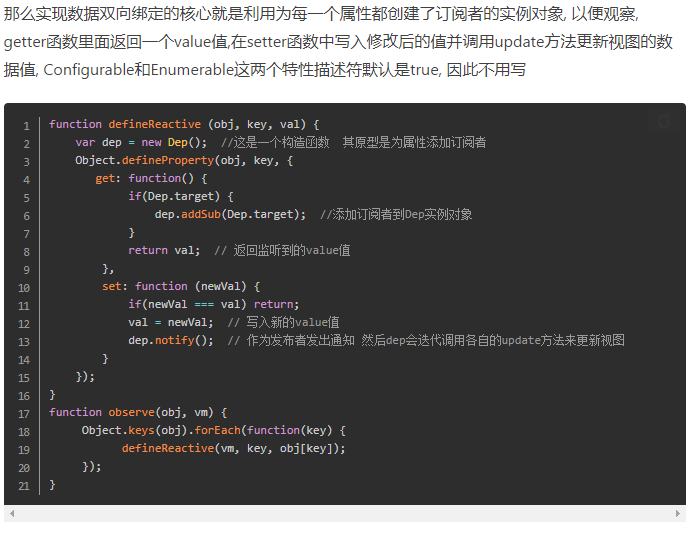 那么实现数据双向绑定的核心就是利用为每一个属性都创建了订阅者的实例对象, 以便观察,
getter函数里面返回一个value值,在setter函数中写入修改后的值并调用update方法更新视图的数
据值, Configurable和Enumerable这两个特性描述符默认是true, 因此不用写
1 function defineReactive (obj, key, val) {
2 var dep = new Dep(); //这是一个构造函数 其原型是为属性添加订阅者
3 Object.defineProperty(obj, key, {
4 get: function() {
5 if(Dep.target) {
6 dep.addSub(Dep.target); //添加订阅者到Dep实例对象
7 }
8 return val; // 返回监听到的value值
9 },
10 set: function (newVal) {
11 if(newVal === val) return;
12 val = newVal; // 写入新的value值
13 dep.notify(); // 作为发布者发出通知 然后dep会迭代调用各自的update方法来更新视图
14 }
15 });
16 }
17 function observe(obj, vm) {
18 Object.keys(obj).forEach(function(key) {
19 defineReactive(vm, key, obj[key]);
20 });
21 }